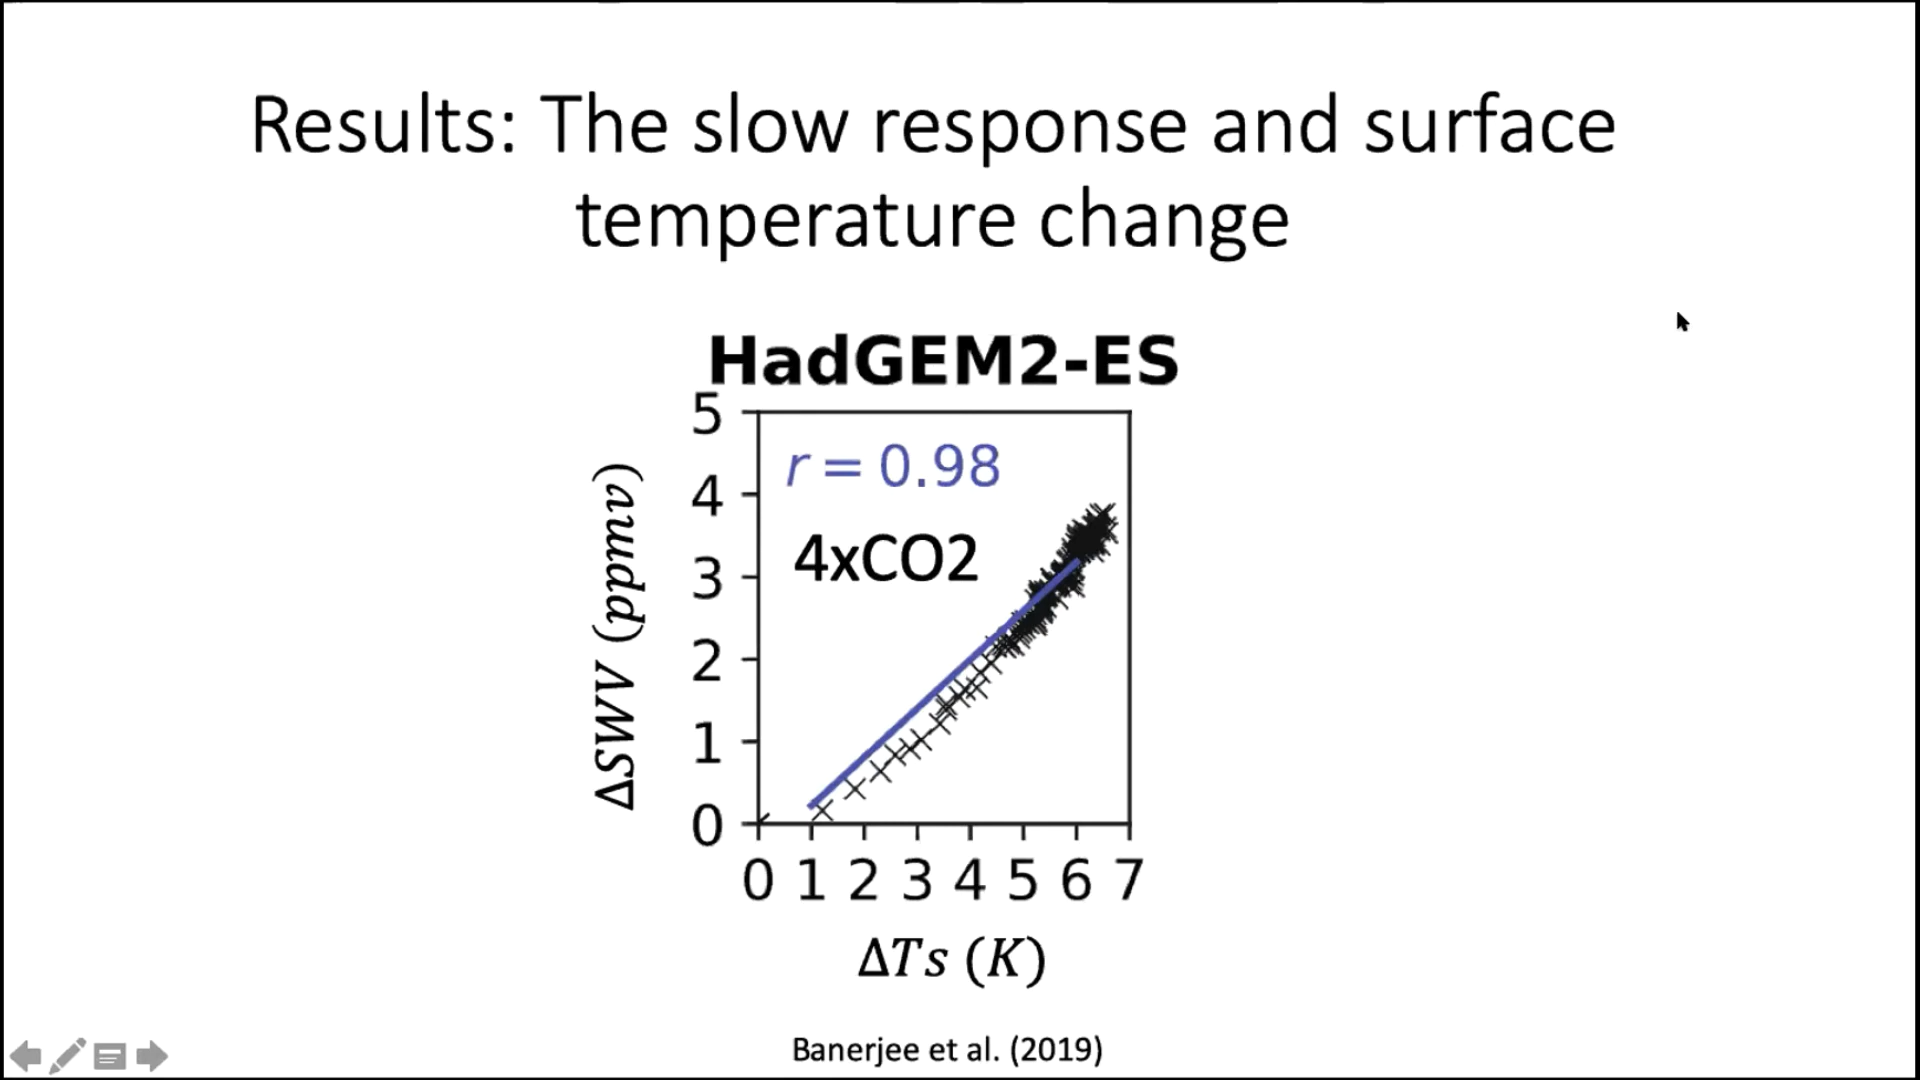 Results: The slow response and surface
temperature change
HadGEM2-ES
5
r = 0.98
4
4xCO2
3
2
1
0
ΔSWV (ppmv)
0 1 2 3 4 5 6 7
ΔTs (K)
Banerjee et al. (2019)